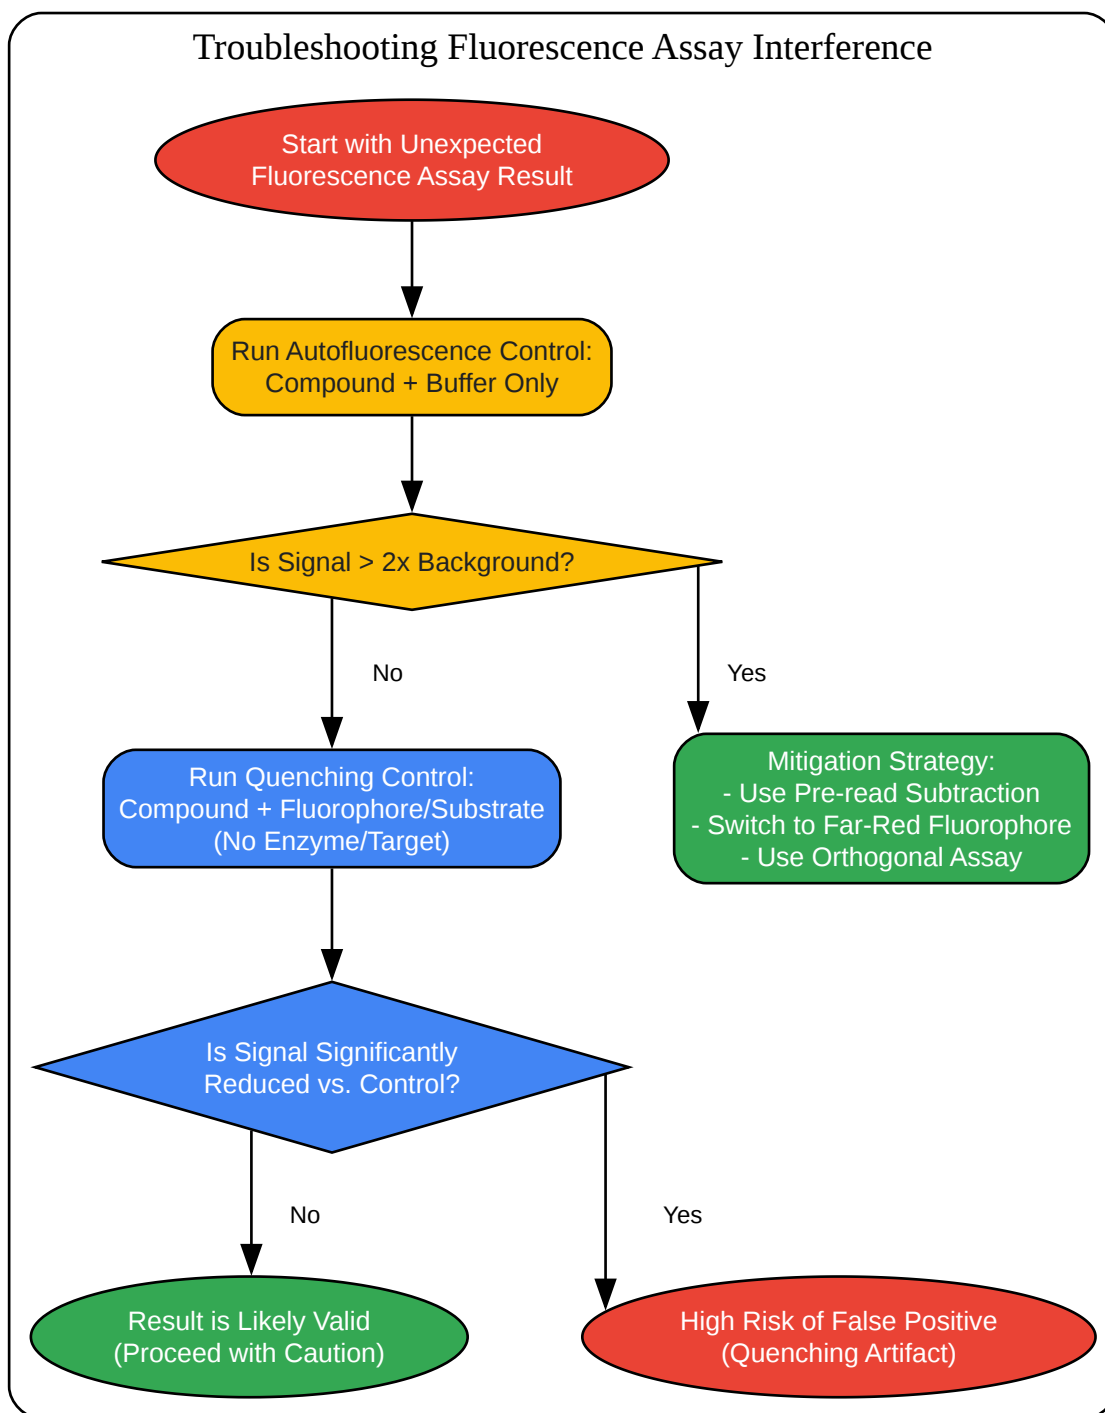 Troubleshooting Fluorescence Assay Interference
Start with Unexpected
Fluorescence Assay Result
Run Autofluorescence Control:
Compound + Buffer Only
Is Signal > 2x Background?
No
Yes
Run Quenching Control:
Compound + Fluorophore/Substrate
(No Enzyme/Target)
Mitigation Strategy:
- Use Pre-read Subtraction
- Switch to Far-Red Fluorophore
- Use Orthogonal Assay
Is Signal Significantly
Reduced vs. Control?
No
Yes
Result is Likely Valid
(Proceed with Caution)
High Risk of False Positive
(Quenching Artifact)